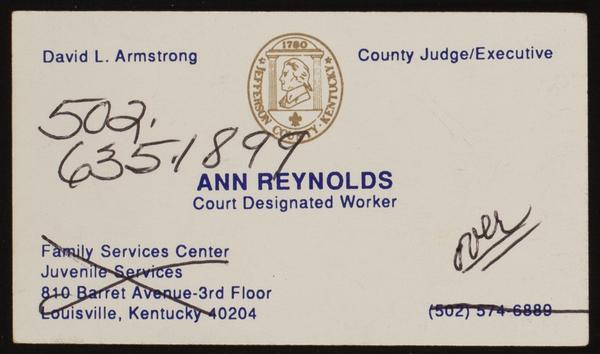 David L. Armstrong
1780
JEFFERSON COUNTY · KENTUCKY
County Judge/Executive
502.
635.1899
ANN REYNOLDS
Court Designated Worker
over
Family Services Center
Juvenile Services
810 Barret Avenue-3rd Floor
Louisville, Kentucky 40204
(502) 574-6889